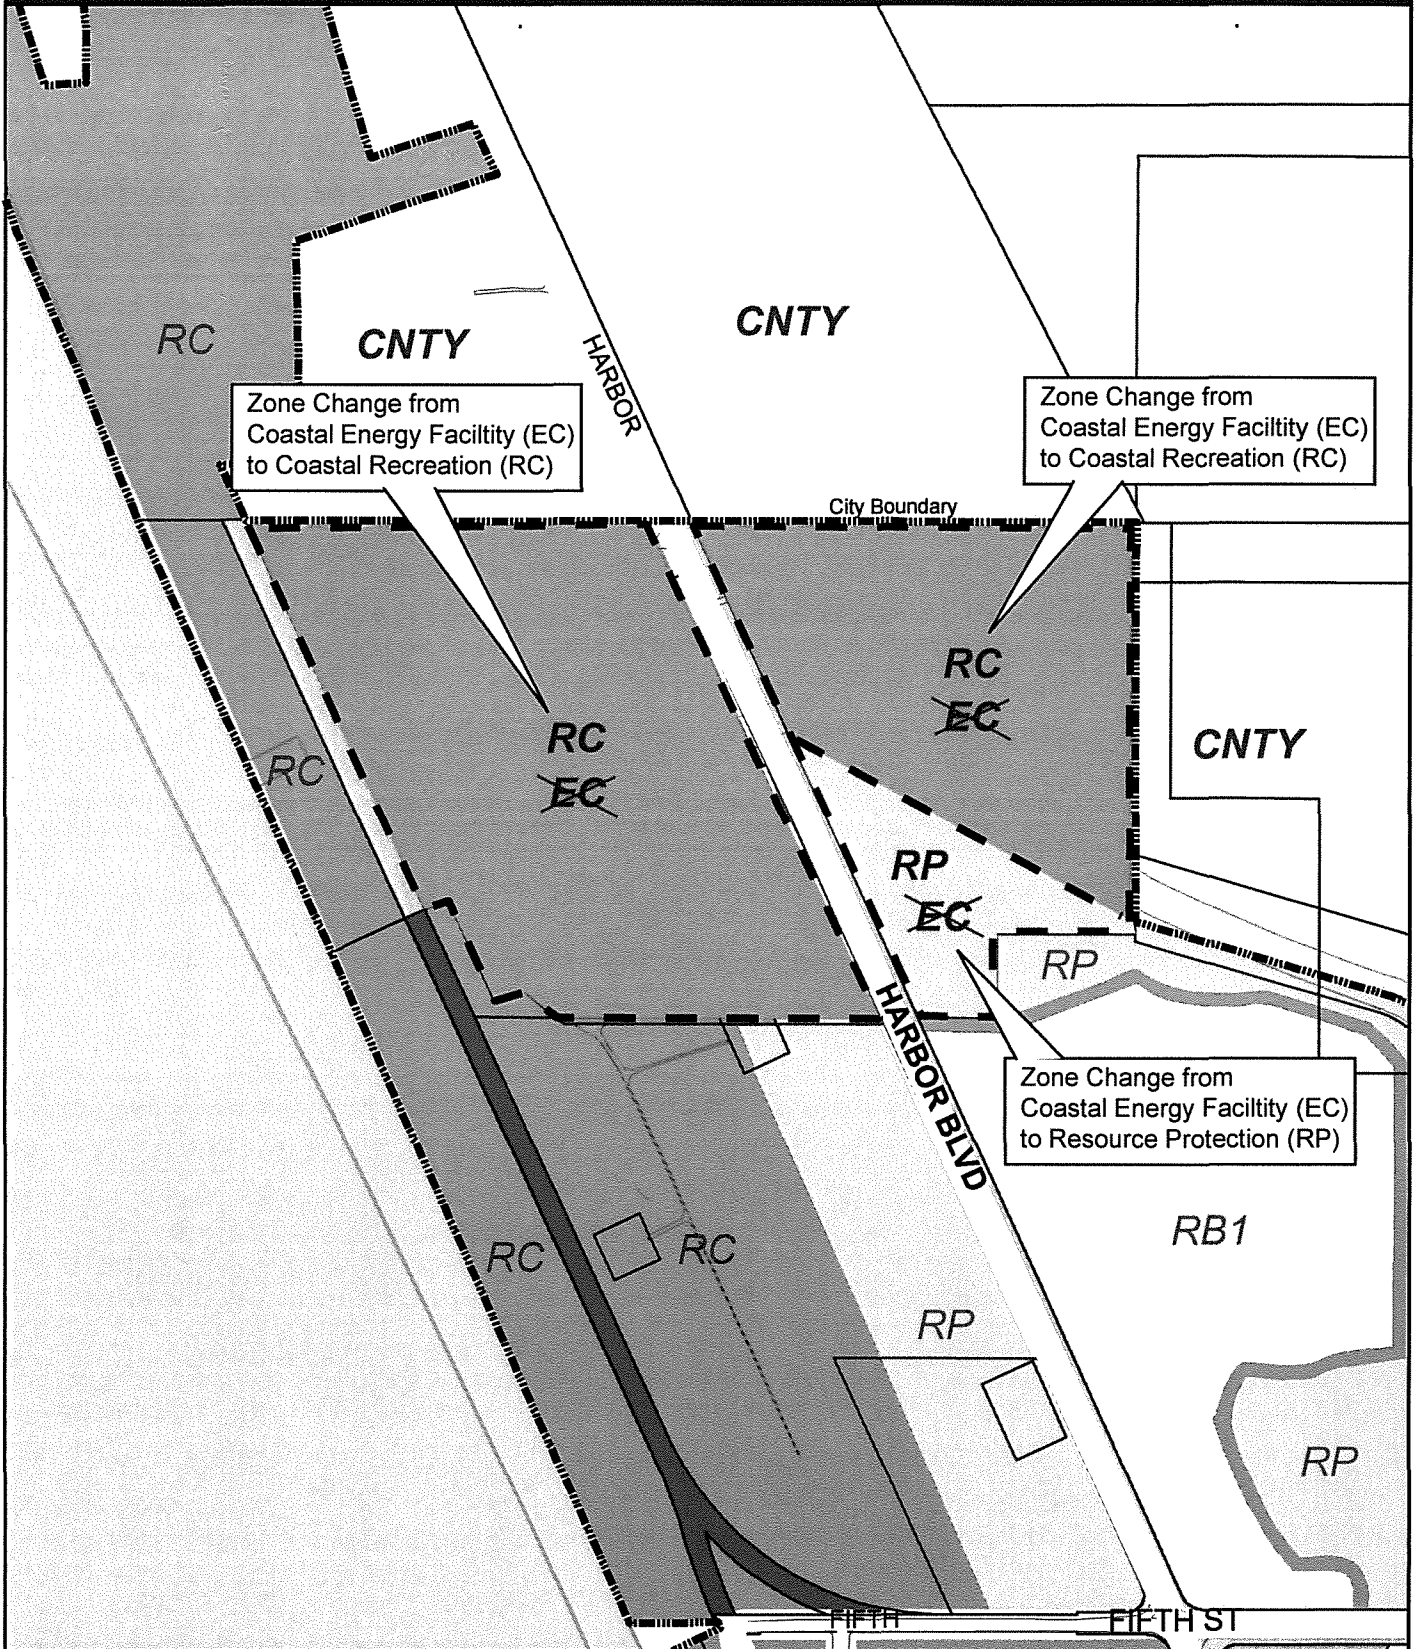 CNTY
RC
CNTY
HARBOR
Zone Change from
Coastal Energy Faciltity (EC)
to Coastal Recreation (RC)
Zone Change from
Coastal Energy Faciltity (EC)
to Coastal Recreation (RC)
City Boundary
RC
EC
RC
EC
RC
CNTY
RP
EC
RP
HARBOR BLVD
Zone Change from
Coastal Energy Faciltity (EC)
to Resource Protection (RP)
RB1
RC
RC
RP
RP
FIFTH
FIFTH ST